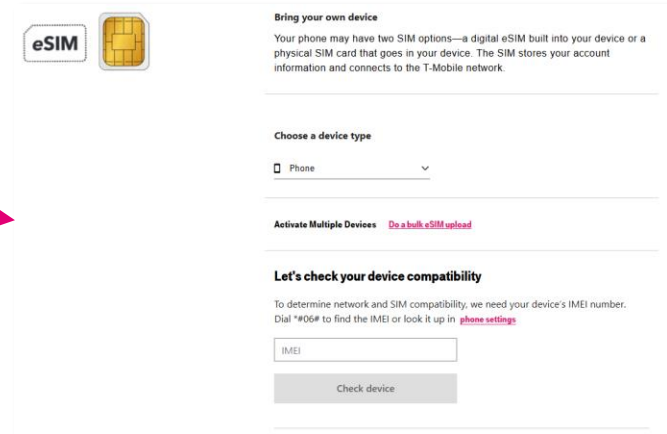 eSIM
Bring your own device
Your phone may have two SIM options—a digital eSIM built into your device or a
physical SIM card that goes in your device. The SIM stores your account
information and connects to the T-Mobile network.
Choose a device type
Phone
Activate Multiple Devices Do a bulk eSIM upload
Let's check your device compatibility
To determine network and SIM compatibility, we need your device's IMEI number.
Dial *#06# to find the IMEI or look it up in phone settings
IMEI
Check device